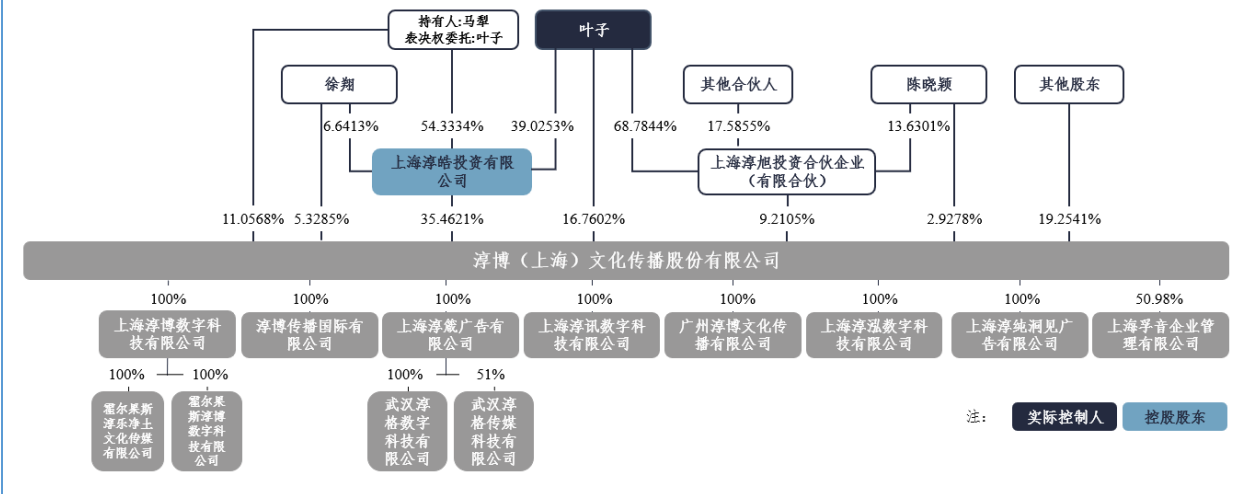 持有人:马犁
表决权委托:叶子
叶子
徐翔
其他合伙人
陈晓颖
其他股东
6.6413%
54.3334%
39.0253%
68.7844%
17.5855%
13.6301%
上海淳皓投资有限
公司
上海淳旭投资合伙企业
（有限合伙）
11.0568%
5.3285%
35.4621%
16.7602%
9.2105%
2.9278%
19.2541%
淳博（上海）文化传播股份有限公司
100%
100%
100%
100%
100%
100%
100%
50.98%
上海淳博数字科
技有限公司
淳博传播国际有
限公司
上海淳葳广告有
限公司
上海淳讯数字科
技有限公司
广州淳博文化传
播有限公司
上海淳泓数字科
技有限公司
上海淳纯洞见广
告有限公司
上海孚音企业管
理有限公司
100%
100%
100%
51%
霍尔果斯
淳乐净土
文化传媒
有限公司
霍尔果
斯淳博
数字科
技有限
公司
武汉淳
格数字
科技有
限公司
武汉淳
格传媒
科技有
限公司
注：
实际控制人
控股股东